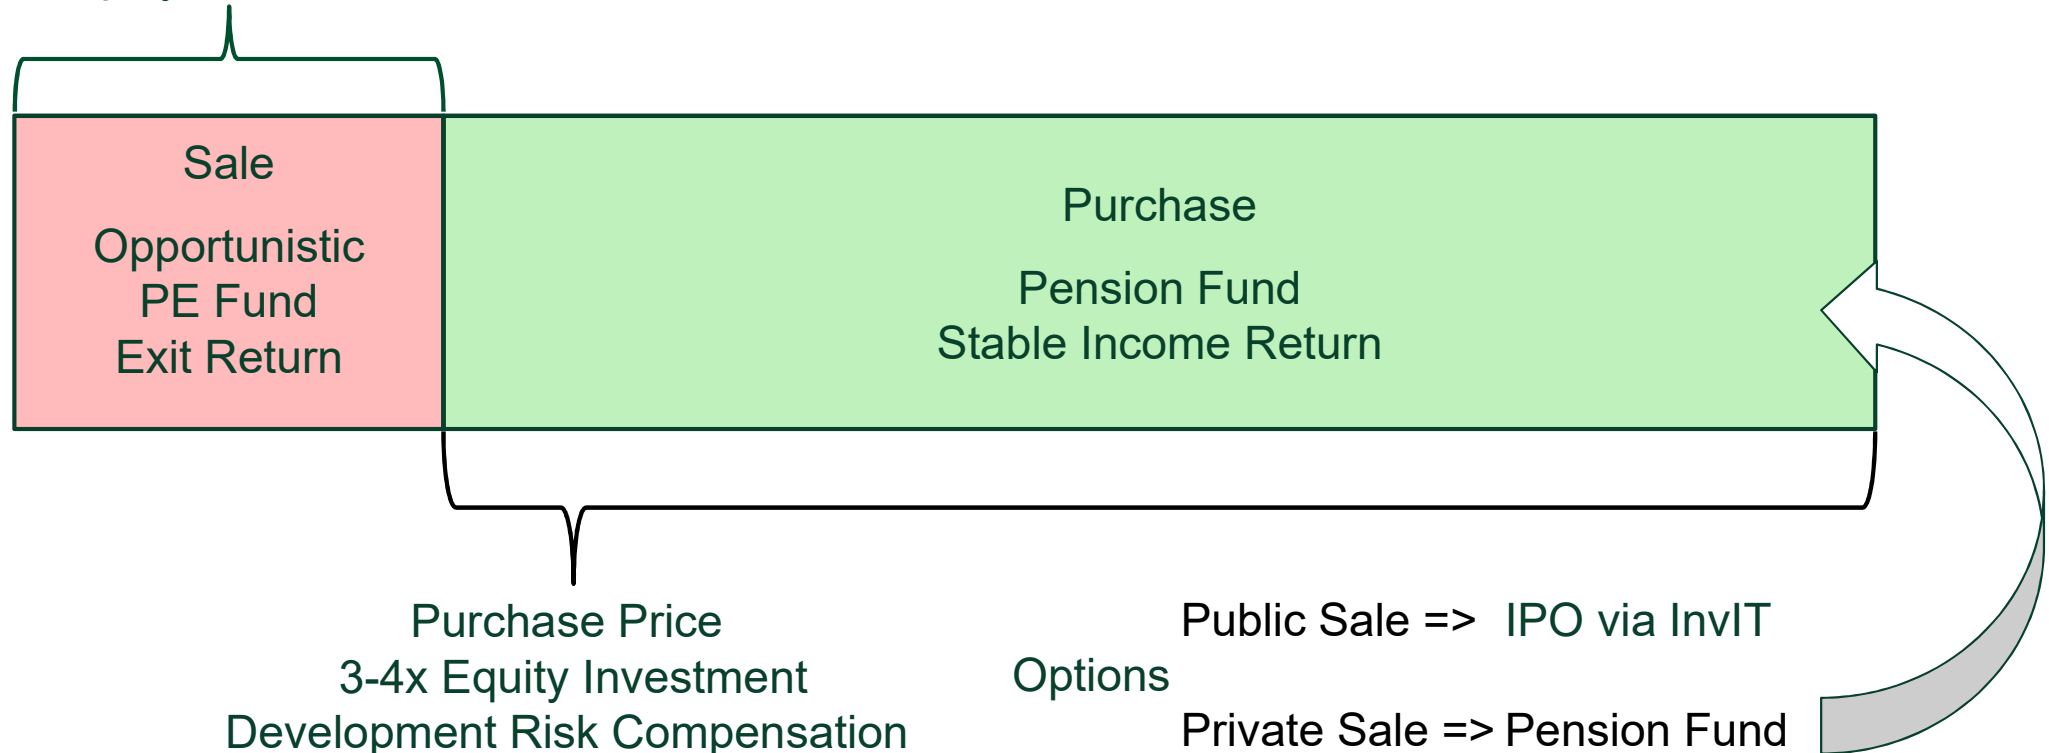 Sale
Opportunistic
PE Fund
Exit Return
Purchase
Pension Fund
Stable Income Return
Purchase Price
3-4x Equity Investment
Development Risk Compensation
Options
Public Sale => IPO via InvIT
Private Sale => Pension Fund